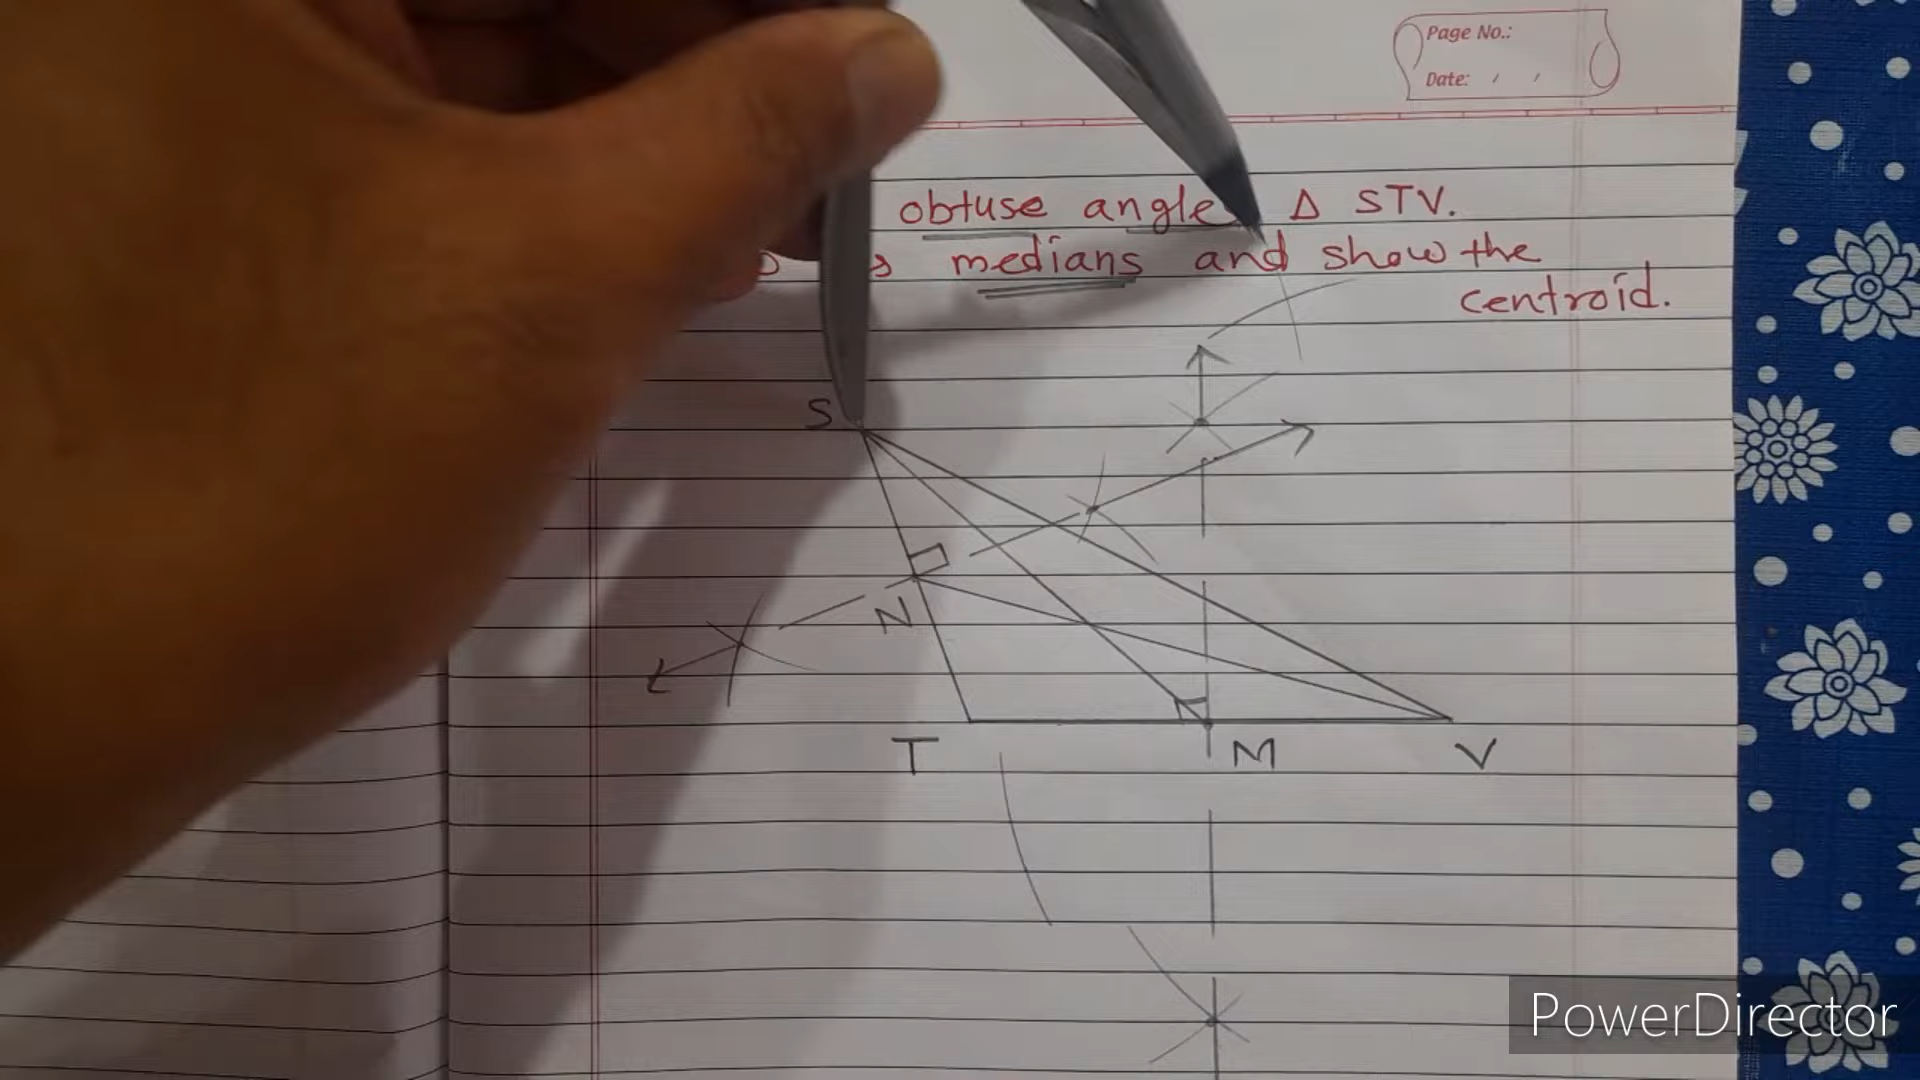 Page No.:
Date: / /
obtuse angle Δ STV.
medians and show the
centroid.
S
N
T M V
PowerDirector